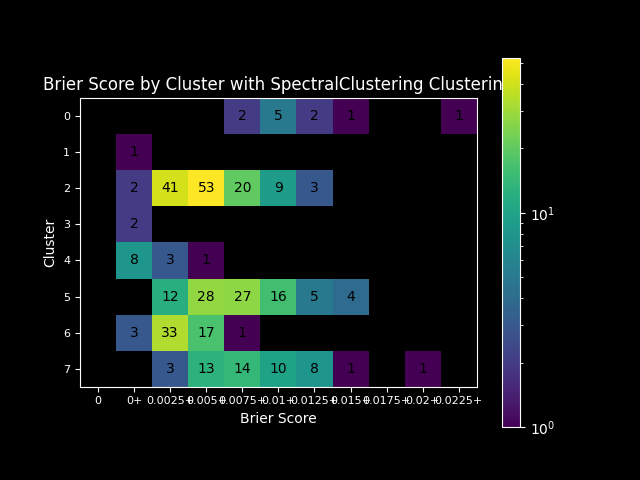 Brier Score by Cluster with SpectralClustering Clusterin
0 2 5 2 1 1
1 1
2 2 41 53 20 9 3
3 2
4 8 3 1
5 12 28 27 16 5 4
6 3 33 17 1
7 3 13 14 10 8 1 1
Cluster
0 0+ 0.0025+ 0.005+ 0.0075+ 0.01+ 0.0125+ 0.015+ 0.0175+ 0.02+ 0.0225+
Brier Score
10¹
10⁰